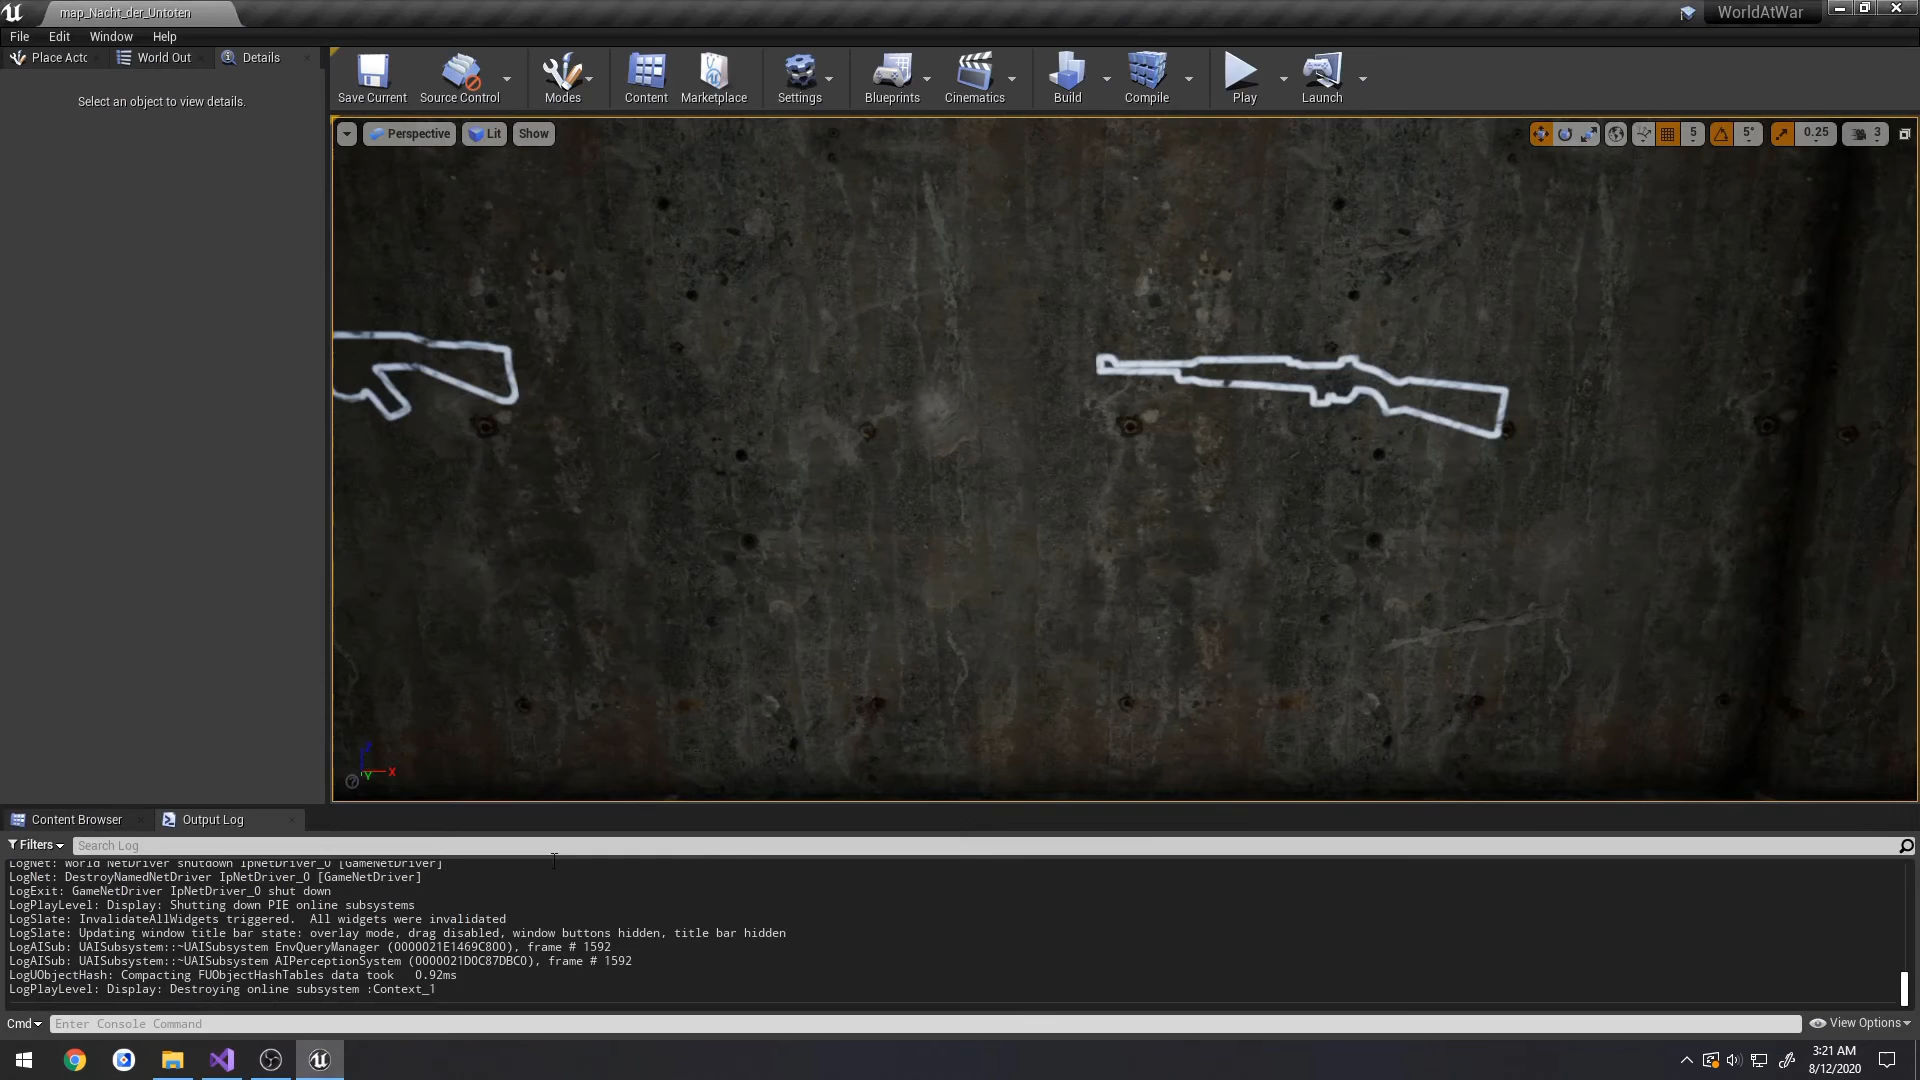 map_Nacht_der_Untoten
WorldAtWar
File Edit Window Help
Place Actc World Out Details
Select an object to view details.
Save Current Source Control Modes Content Marketplace Settings Blueprints Cinematics Build Compile Play Launch
Perspective Lit Show
5 5° 0.25 3
X
Y
Content Browser Output Log
Filters Search Log
LogNet: World NetDriver shutdown IpNetDriver_0 [GameNetDriver]
LogNet: DestroyNamedNetDriver IpNetDriver_0 [GameNetDriver]
LogExit: GameNetDriver IpNetDriver_0 shut down
LogPlayLevel: Display: Shutting down PIE online subsystems
LogSlate: InvalidateAllWidgets triggered.  All widgets were invalidated
LogSlate: Updating window title bar state: overlay mode, drag disabled, window buttons hidden, title bar hidden
LogAISub: UAISubsystem::~UAISubsystem EnvQueryManager (0000021E1469C800), frame # 1592
LogAISub: UAISubsystem::~UAISubsystem AIPerceptionSystem (0000021D0C87DBC0), frame # 1592
LogUObjectHash: Compacting FUObjectHashTables data took   0.92ms
LogPlayLevel: Display: Destroying online subsystem :Context_1
Cmd Enter Console Command View Options
3:21 AM
8/12/2020